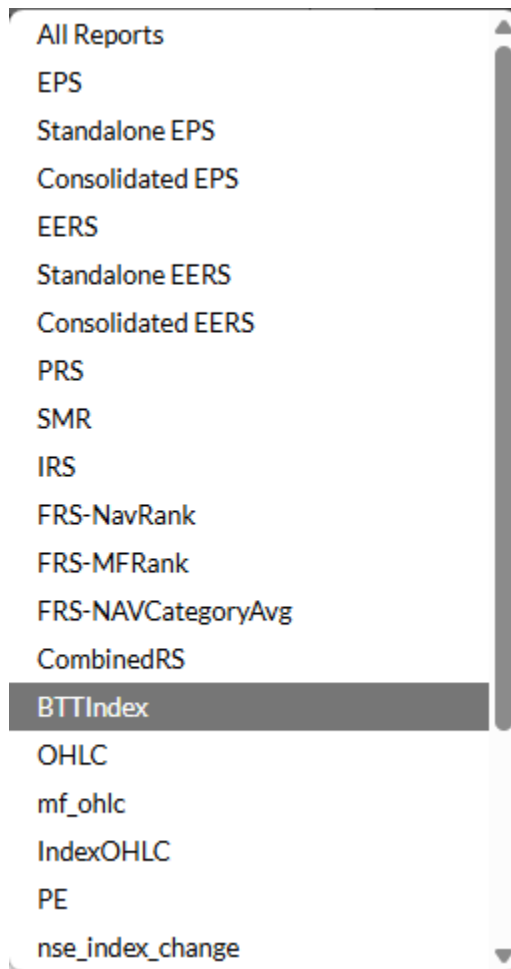 All Reports
EPS
Standalone EPS
Consolidated EPS
EERS
Standalone EERS
Consolidated EERS
PRS
SMR
IRS
FRS-NavRank
FRS-MFRank
FRS-NAVCategoryAvg
CombinedRS
BTTIndex
OHLC
mf_ohlc
IndexOHLC
PE
nse_index_change